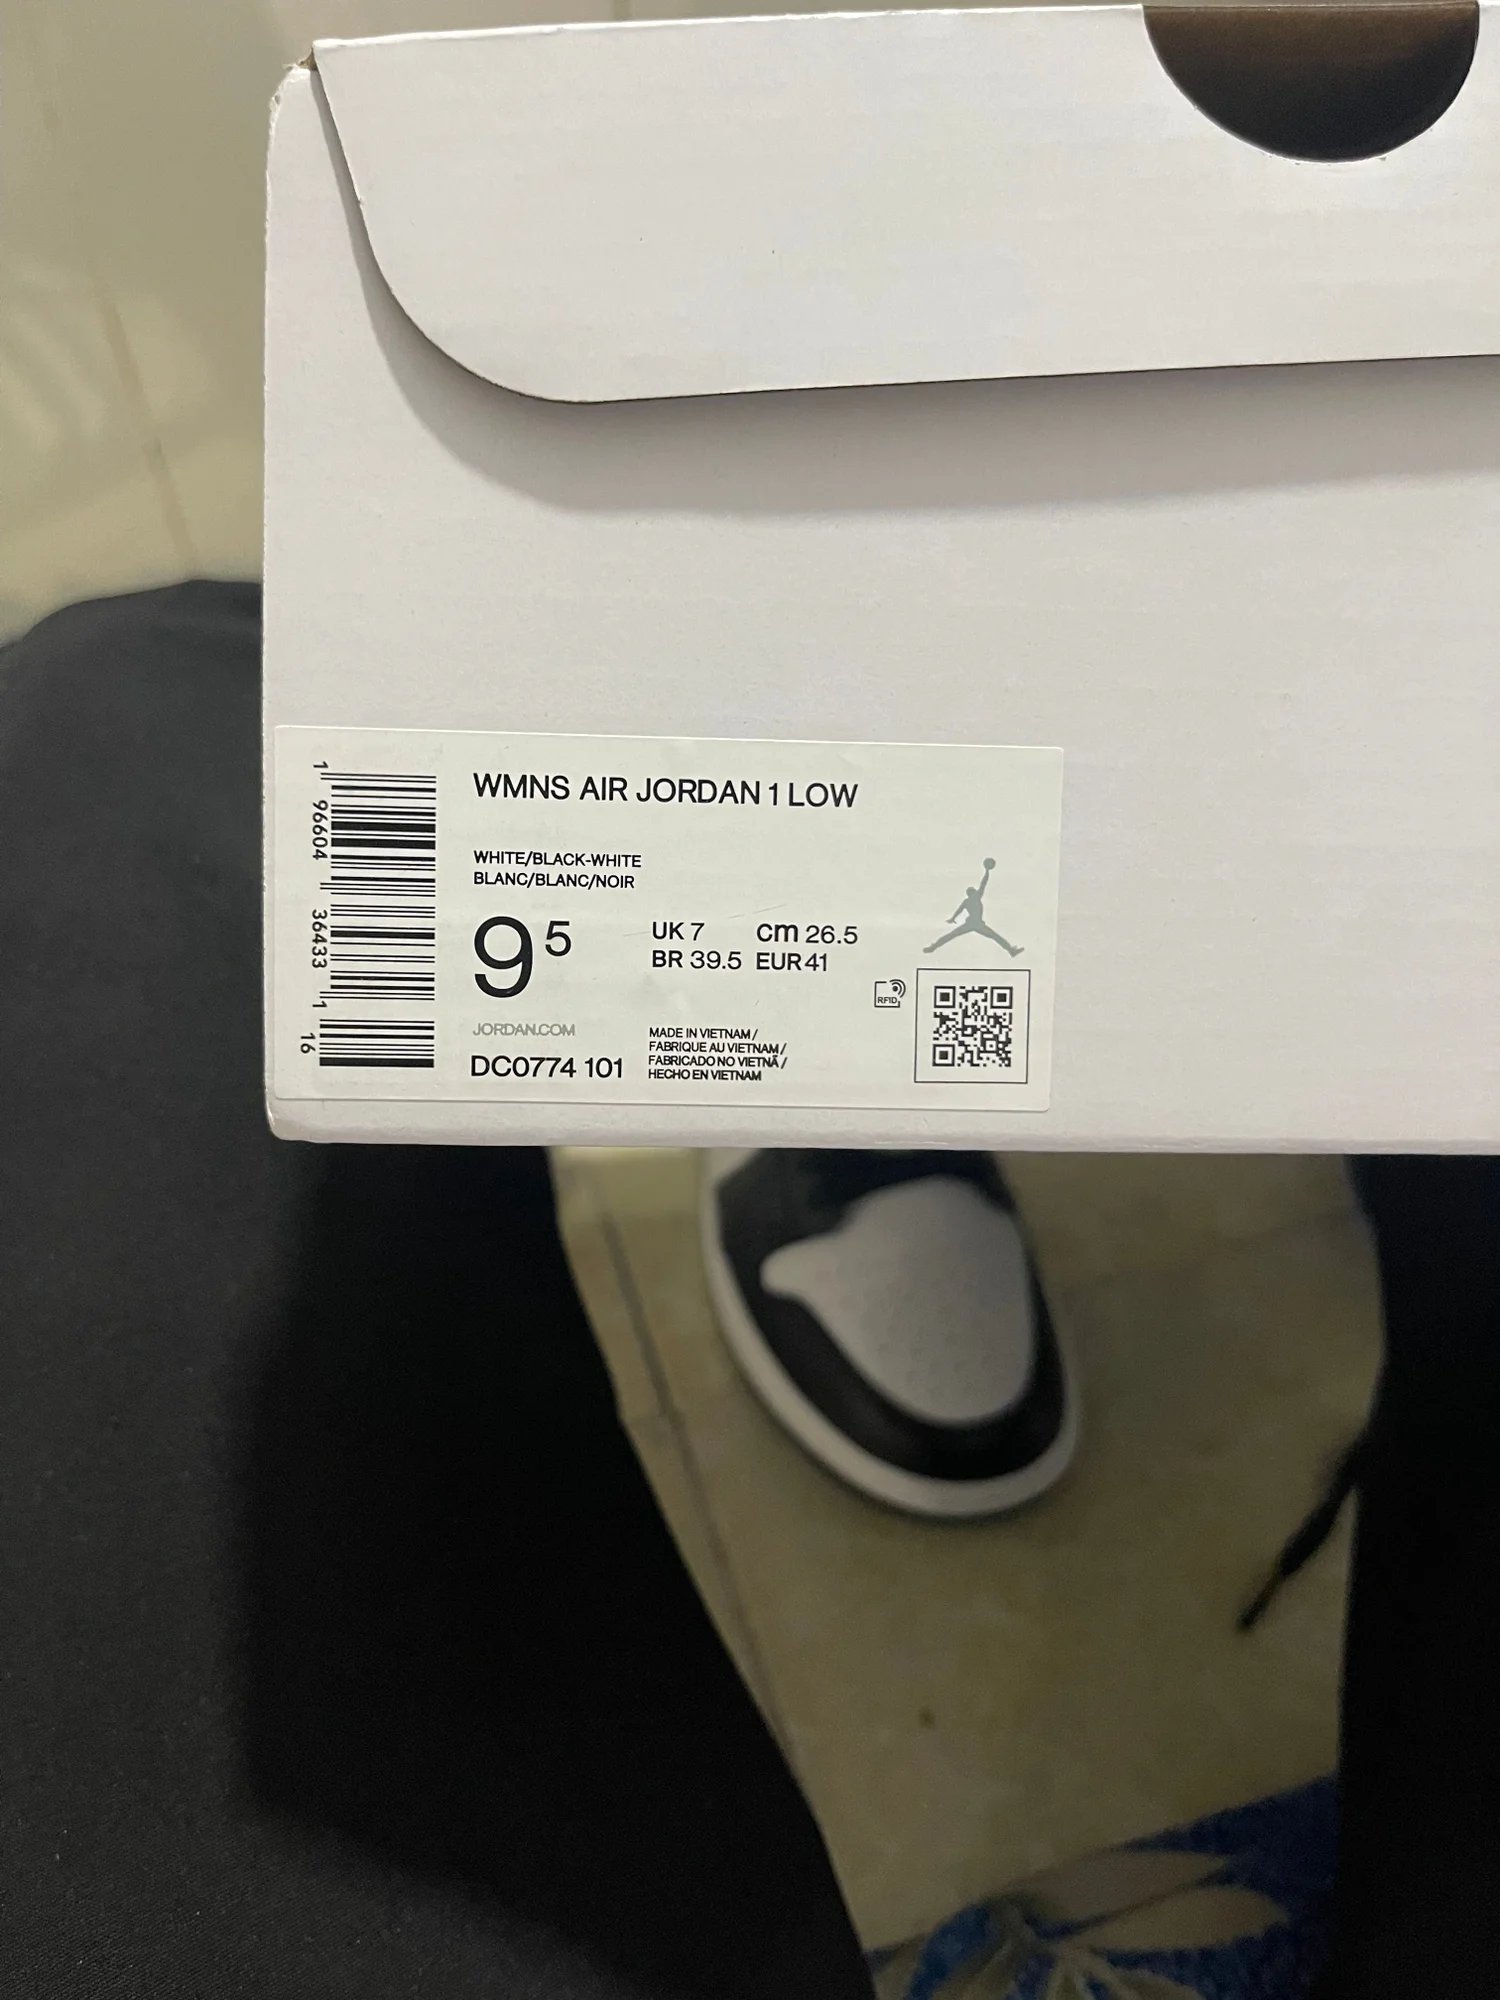 WMNS AIR JORDAN 1 LOW
WHITE/BLACK-WHITE
BLANC/BLANC/NOIR
9 5
UK 7 cm 26.5
BR 39.5 EUR 41
RFID
JORDAN.COM
DC0774 101
MADE IN VIETNAM /
FABRIQUE AU VIETNAM /
FABRICADO NO VIETNÃ /
HECHO EN VIETNAM
1 96604 36433 1 16